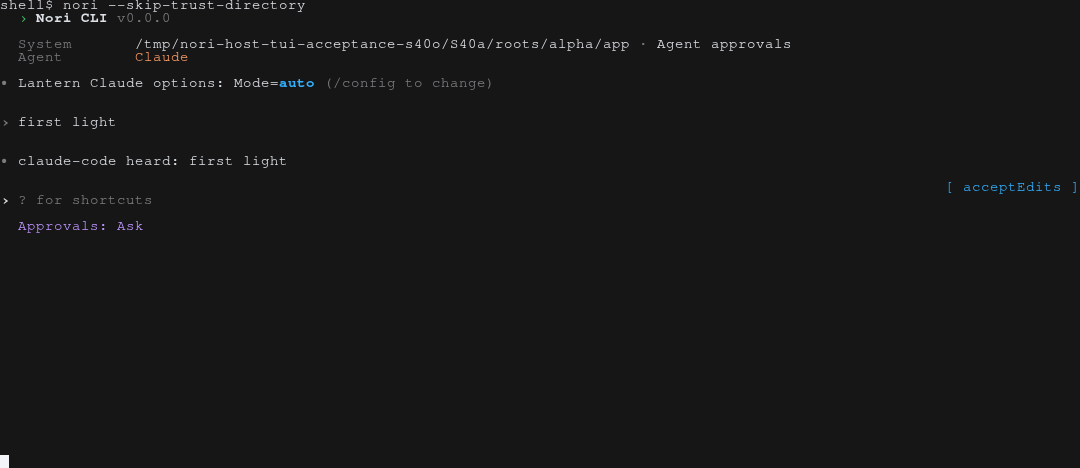 shell$ nori --skip-trust-directory
› Nori CLI v0.0.0
System /tmp/nori-host-tui-acceptance-s40o/S40a/roots/alpha/app · Agent approvals
Agent Claude
• Lantern Claude options: Mode=auto (/config to change)
› first light
• claude-code heard: first light
[ acceptEdits ]
› ? for shortcuts
Approvals: Ask